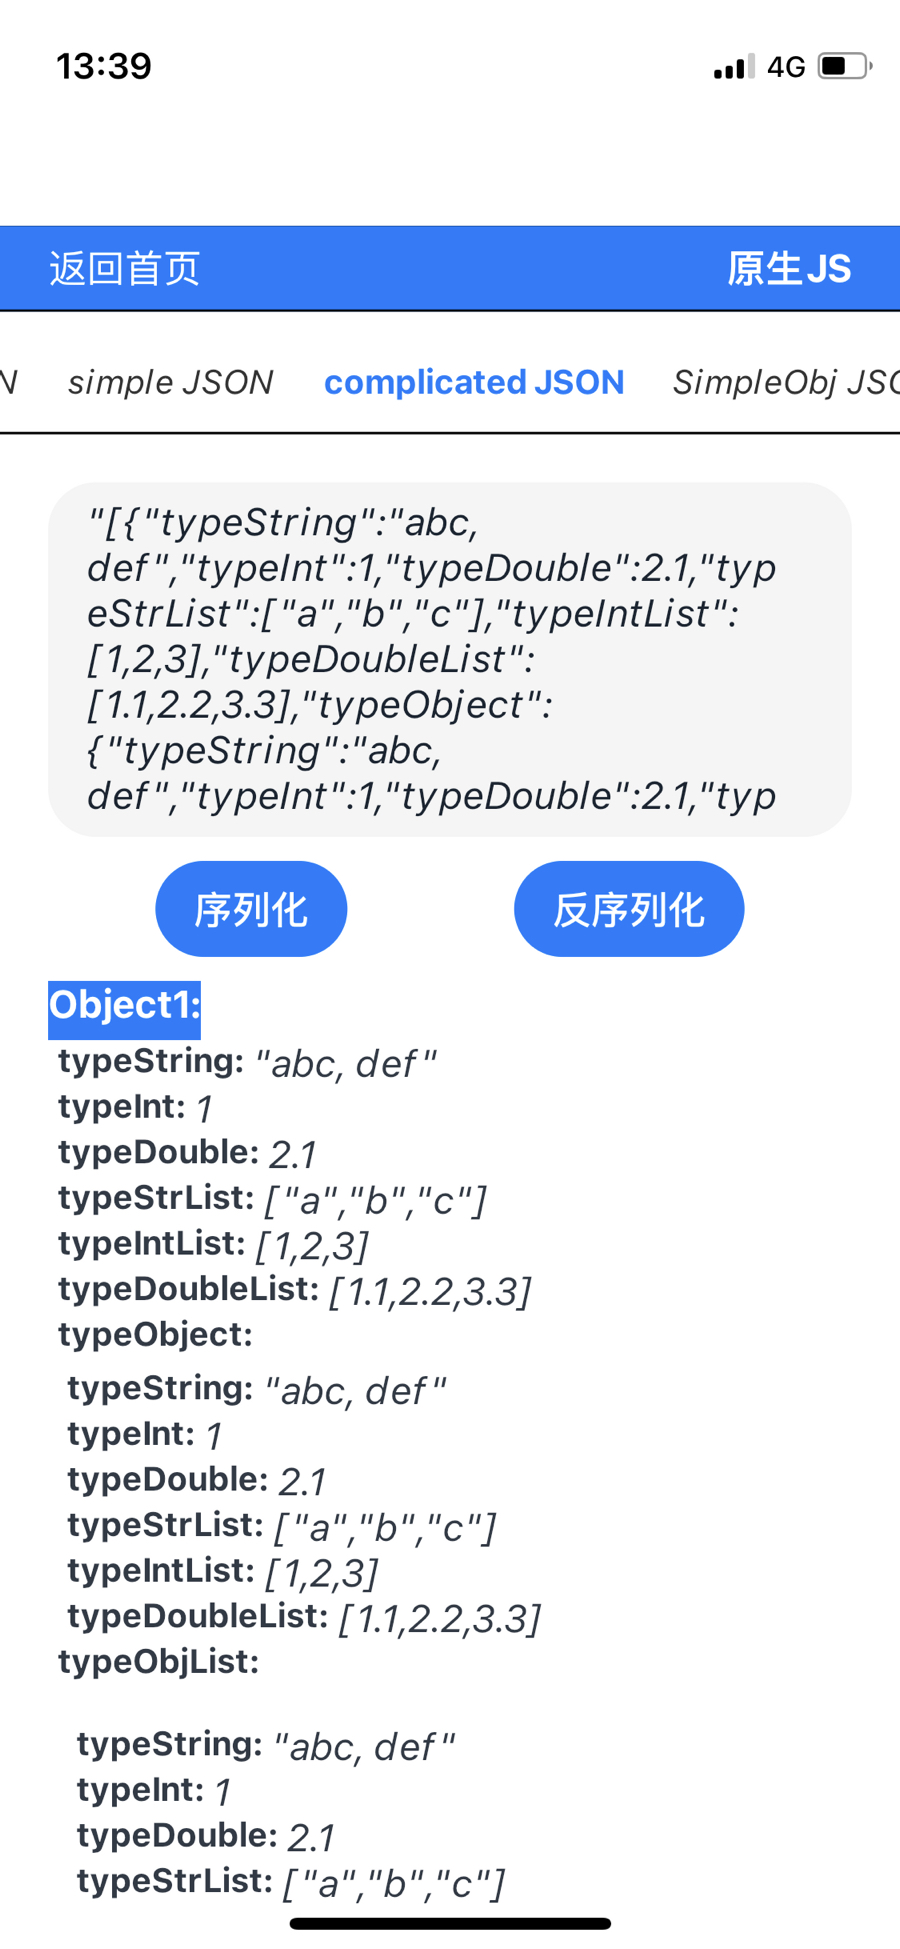 13:39 4G
返回首页 原生JS
N simple JSON complicated JSON SimpleObj JSO
"[{"typeString":"abc,
def","typeInt":1,"typeDouble":2.1,"typ
eStrList":["a","b","c"],"typeIntList":
[1,2,3],"typeDoubleList":
[1.1,2.2,3.3],"typeObject":
{"typeString":"abc,
def","typeInt":1,"typeDouble":2.1,"typ
序列化 反序列化
Object1:
typeString: "abc, def"
typeInt: 1
typeDouble: 2.1
typeStrList: ["a","b","c"]
typeIntList: [1,2,3]
typeDoubleList: [1.1,2.2,3.3]
typeObject:
typeString: "abc, def"
typeInt: 1
typeDouble: 2.1
typeStrList: ["a","b","c"]
typeIntList: [1,2,3]
typeDoubleList: [1.1,2.2,3.3]
typeObjList:
typeString: "abc, def"
typeInt: 1
typeDouble: 2.1
typeStrList: ["a","b","c"]